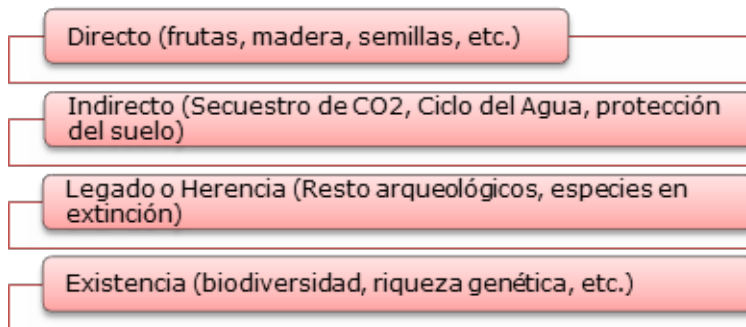 Directo (frutas, madera, semillas, etc.)
Indirecto (Secuestro de CO2, Ciclo del Agua, protección
del suelo)
Legado o Herencia (Resto arqueológicos, especies en
extinción)
Existencia (biodiversidad, riqueza genética, etc.)